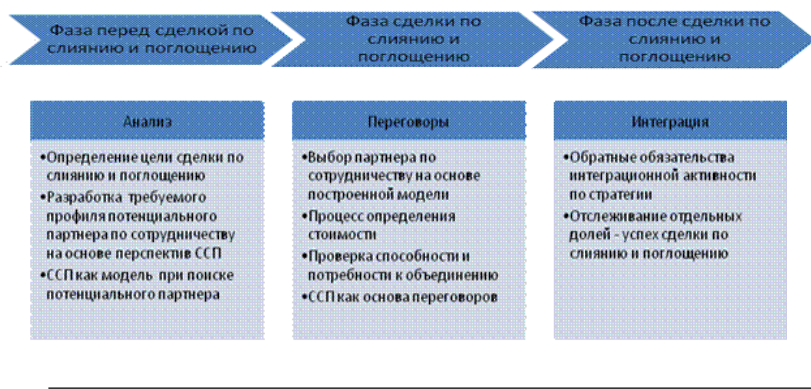 Фаза перед сделкой по
слиянию и поглощению
Фаза сделки по
слиянию и
поглощению
Фаза после сделки по
слиянию и
поглощению
Анализ
•Определение цели сделки по
слиянию и поглощению
•Разработка требуемого
профиля потенциального
партнера по сотрудничеству
на основе перспектив ССП
•ССП как модель при поиске
потенциального партнера
Переговоры
•Выбор партнера по
сотрудничеству на основе
построенной модели
•Процесс определения
стоимости
•Проверка способности и
потребности к объединению
•ССП как основа переговоров
Интеграция
•Обратные обязательства
интеграционной активности
по стратегии
•Отслеживание отдельных
долей - успех сделки по
слиянию и поглощению